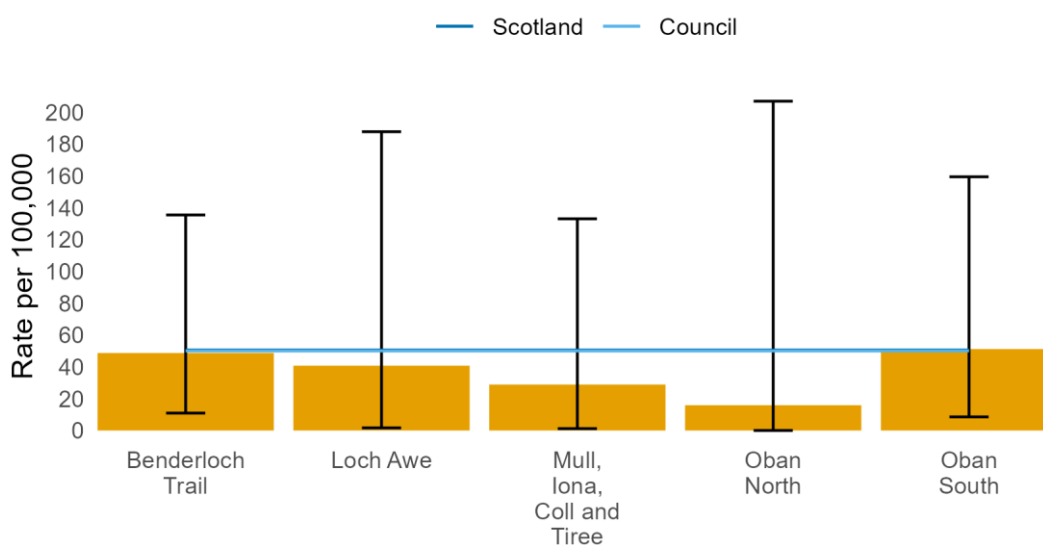 Scotland Council
Rate per 100,000
200
180
160
140
120
100
80
60
40
20
0
Benderloch
Trail
Loch Awe
Mull,
Iona,
Coll and
Tiree
Oban
North
Oban
South